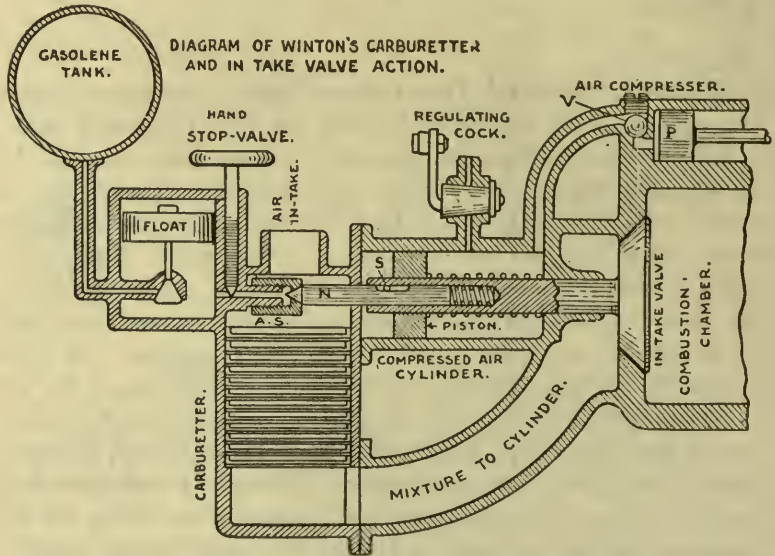 GASOLENE
TANK.
DIAGRAM OF WINTON'S CARBURETTER
AND IN TAKE VALVE ACTION.
HAND
STOP-VALVE.
REGULATING
COCK.
AIR COMPRESSER.
V
P
FLOAT
AIR
IN-TAKE.
S
N
A.S.
PISTON.
COMPRESSED AIR
CYLINDER.
IN TAKE VALVE
COMBUSTION.
CHAMBER.
CARBURETTER.
MIXTURE TO CYLINDER.